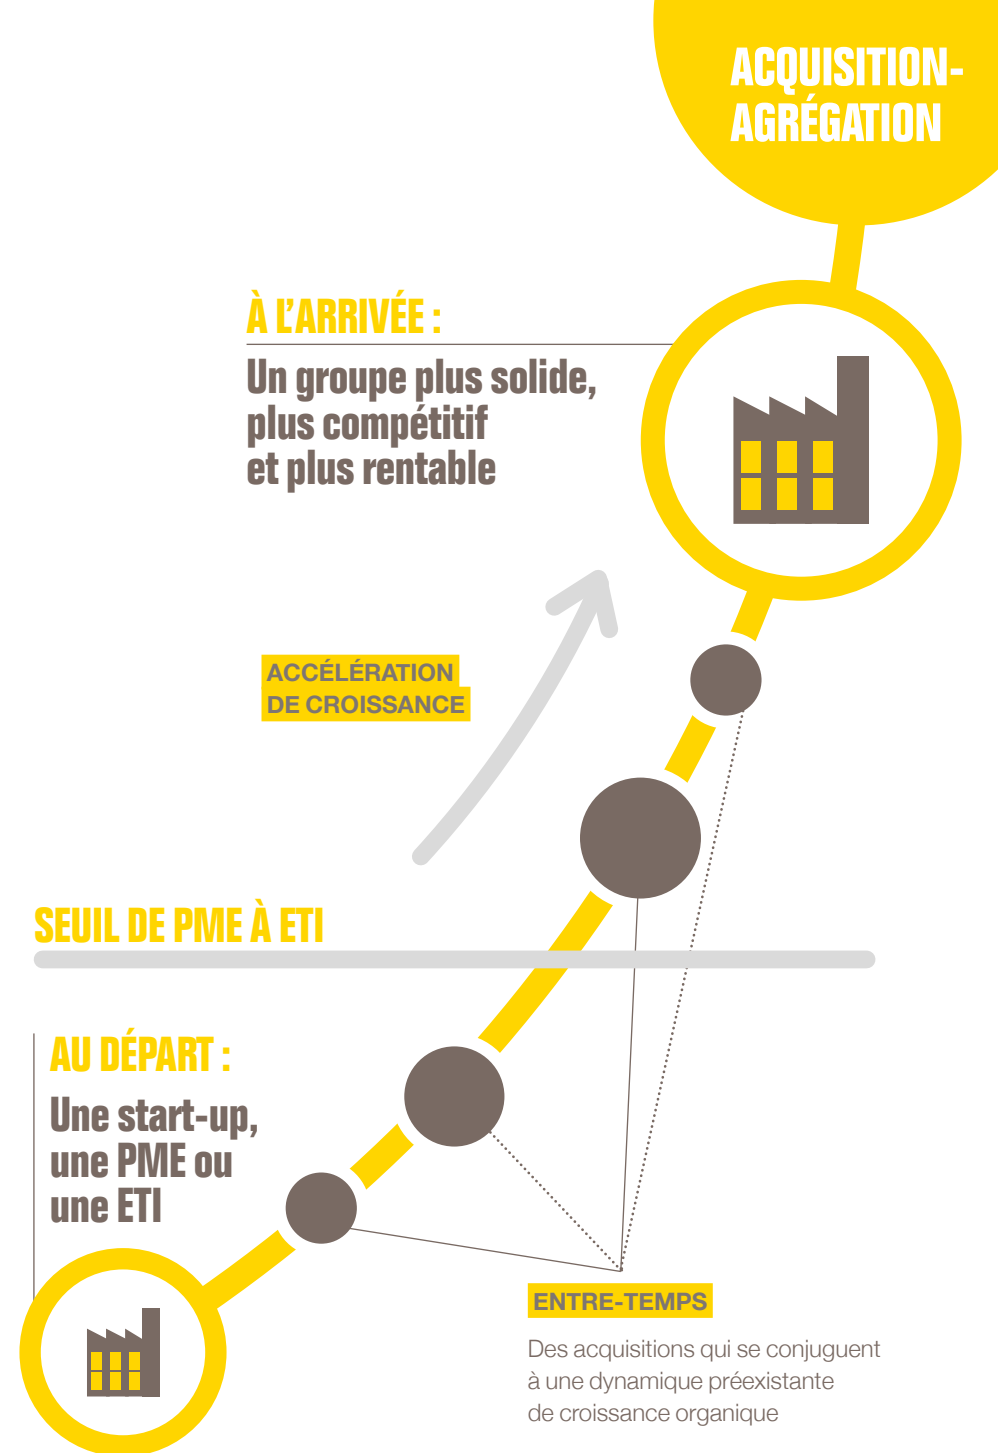 ACQUISITION-
AGRÉGATION
À L’ARRIVÉE :
Un groupe plus solide,
plus compétitif
et plus rentable
ACCÉLÉRATION
DE CROISSANCE
SEUIL DE PME À ETI
AU DÉPART :
Une start-up,
une PME ou
une ETI
ENTRE-TEMPS
Des acquisitions qui se conjuguent
à une dynamique préexistante
de croissance organique